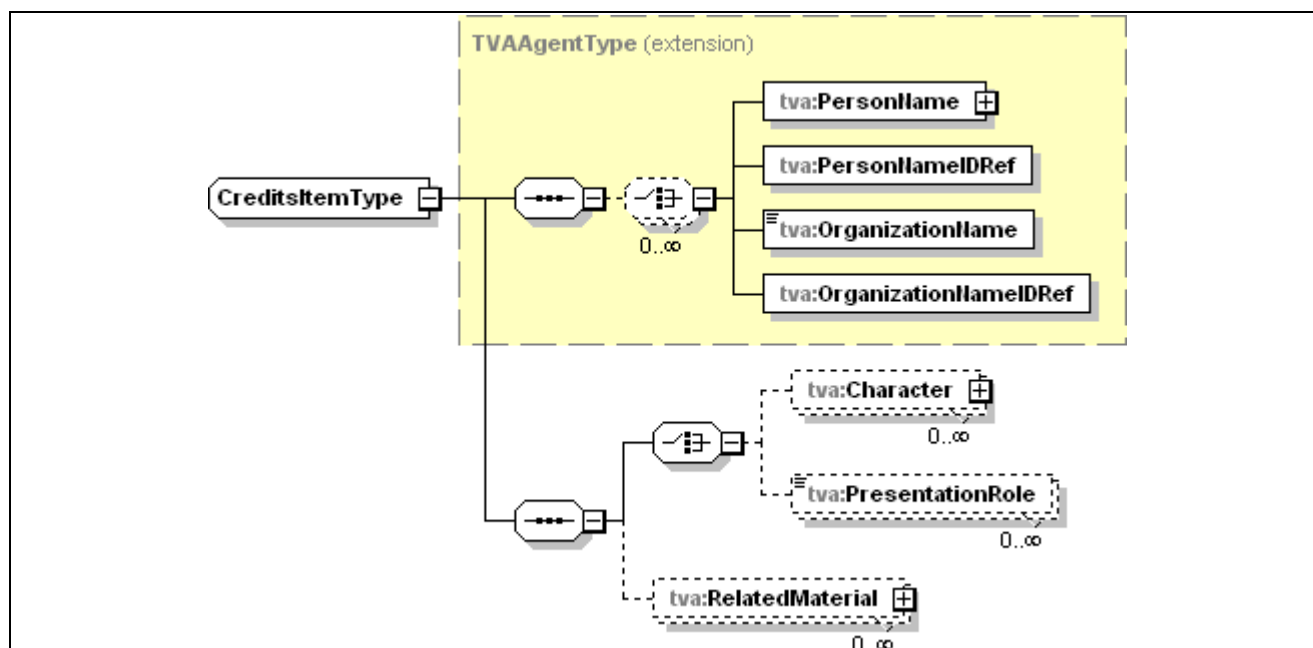 TVAAgentType (extension)
tva:PersonName
tva:PersonNameIDRef
CreditsItemType
tva:OrganizationName
0..∞
tva:OrganizationNameIDRef
tva:Character
0..∞
tva:PresentationRole
0..∞
tva:RelatedMaterial
0..∞